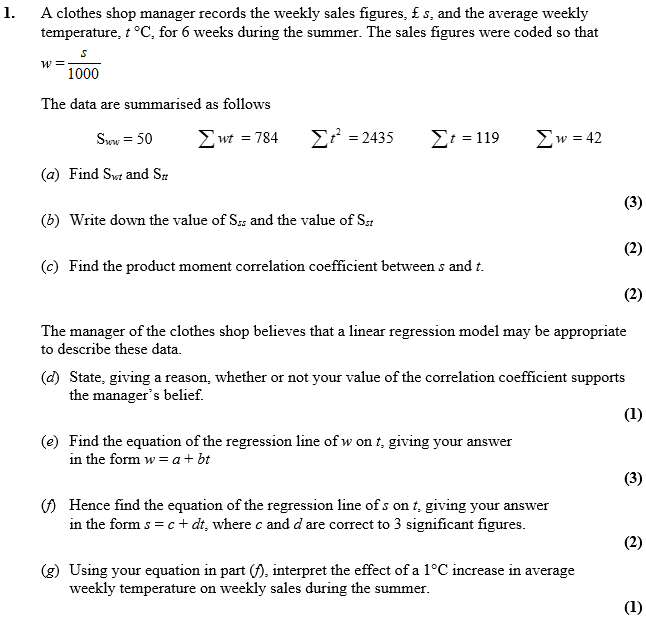 1. A clothes shop manager records the weekly sales figures, £ s, and the average weekly
temperature, t °C, for 6 weeks during the summer. The sales figures were coded so that
w = s/1000
The data are summarised as follows
Sww = 50 ∑wt = 784 ∑t² = 2435 ∑t = 119 ∑w = 42
(a) Find Swt and Stt
(3)
(b) Write down the value of Sss and the value of Sst
(2)
(c) Find the product moment correlation coefficient between s and t.
(2)
The manager of the clothes shop believes that a linear regression model may be appropriate
to describe these data.
(d) State, giving a reason, whether or not your value of the correlation coefficient supports
the manager's belief.
(1)
(e) Find the equation of the regression line of w on t, giving your answer
in the form w = a + bt
(3)
(f) Hence find the equation of the regression line of s on t, giving your answer
in the form s = c + dt, where c and d are correct to 3 significant figures.
(2)
(g) Using your equation in part (f), interpret the effect of a 1°C increase in average
weekly temperature on weekly sales during the summer.
(1)